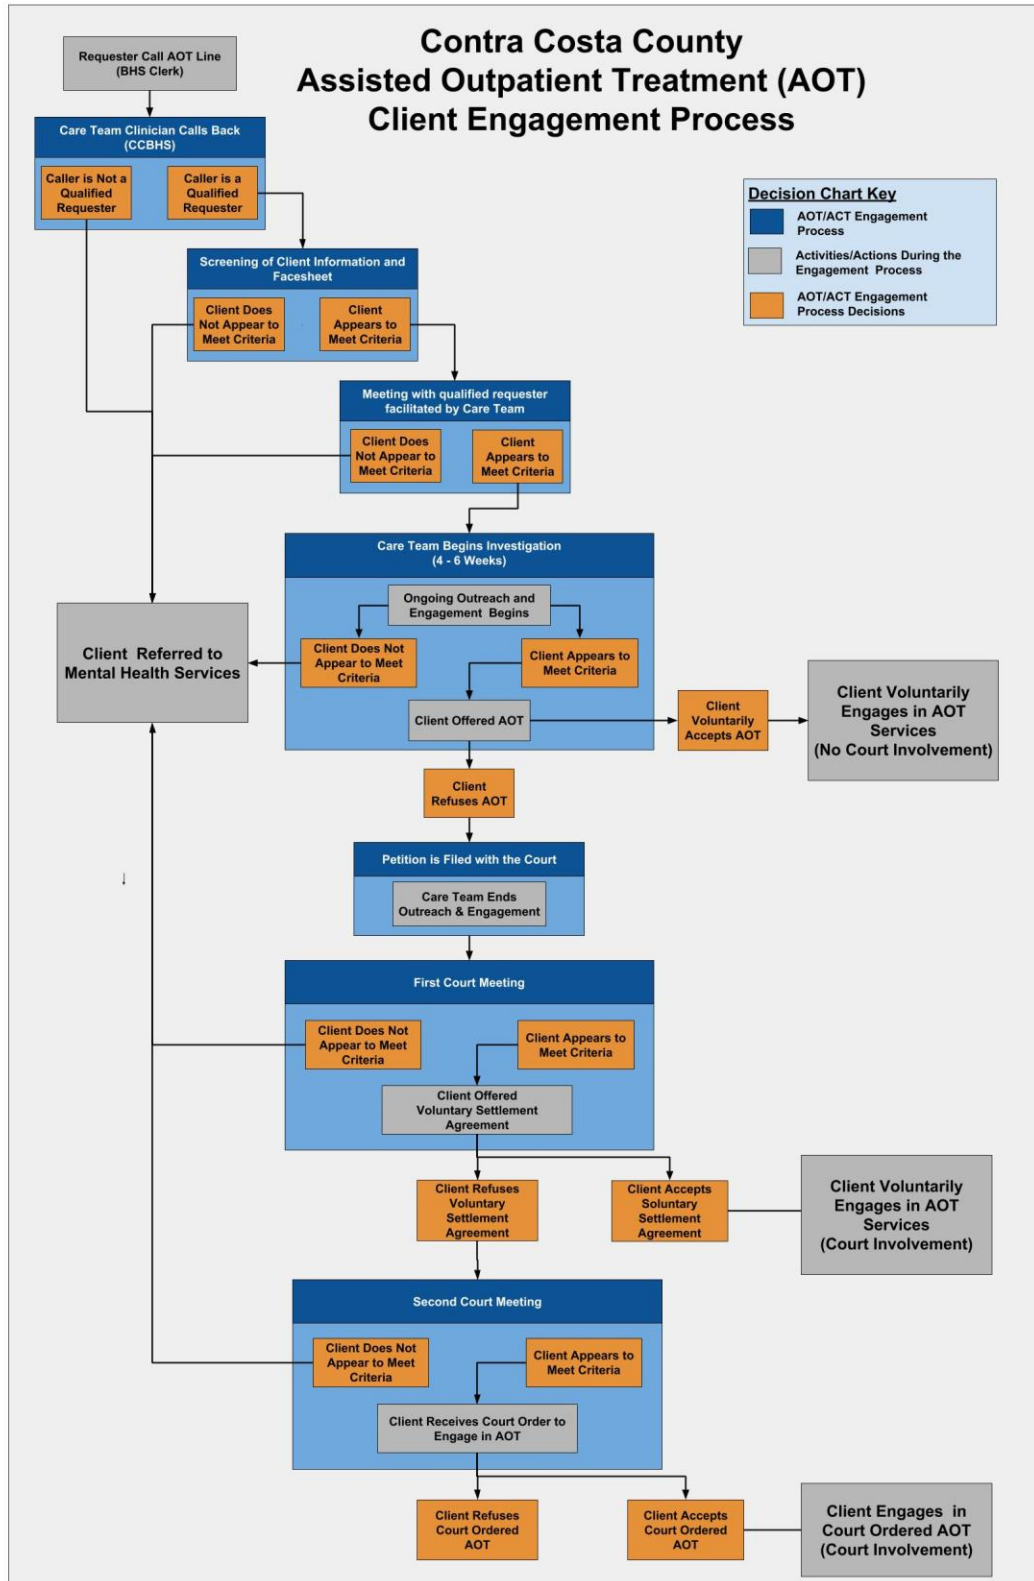 Contra Costa County
Assisted Outpatient Treatment (AOT)
Client Engagement Process
Requester Call AOT Line
(BHS Clerk)
Care Team Clinician Calls Back
(CCBHS)
Caller is Not a
Qualified
Requester
Caller is a
Qualified
Requester
Decision Chart Key
AOT/ACT Engagement
Process
Activities/Actions During the
Engagement Process
AOT/ACT Engagement
Process Decisions
Screening of Client Information and
Facesheet
Client Does
Not Appear to
Meet Criteria
Client
Appears to
Meet Criteria
Meeting with qualified requester
facilitated by Care Team
Client Does
Not Appear to
Meet Criteria
Client
Appears to
Meet Criteria
Care Team Begins Investigation
(4 - 6 Weeks)
Ongoing Outreach and
Engagement Begins
Client Does Not
Appear to Meet
Criteria
Client Appears to
Meet Criteria
Client Referred to
Mental Health Services
Client Offered AOT
Client
Voluntarily
Accepts AOT
Client Voluntarily
Engages in AOT
Services
(No Court Involvement)
Client
Refuses AOT
Petition is Filed with the Court
Care Team Ends
Outreach & Engagement
First Court Meeting
Client Does Not
Appear to Meet
Criteria
Client Appears to
Meet Criteria
Client Offered
Voluntary Settlement
Agreement
Client Refuses
Voluntary
Settlement
Agreement
Client Accepts
Soluntary
Settlement
Agreement
Client Voluntarily
Engages in AOT
Services
(Court Involvement)
Second Court Meeting
Client Does Not
Appear to Meet
Criteria
Client Appears to
Meet Criteria
Client Receives Court Order to
Engage in AOT
Client Refuses
Court Ordered
AOT
Client Accepts
Court Ordered
AOT
Client Engages in
Court Ordered AOT
(Court Involvement)